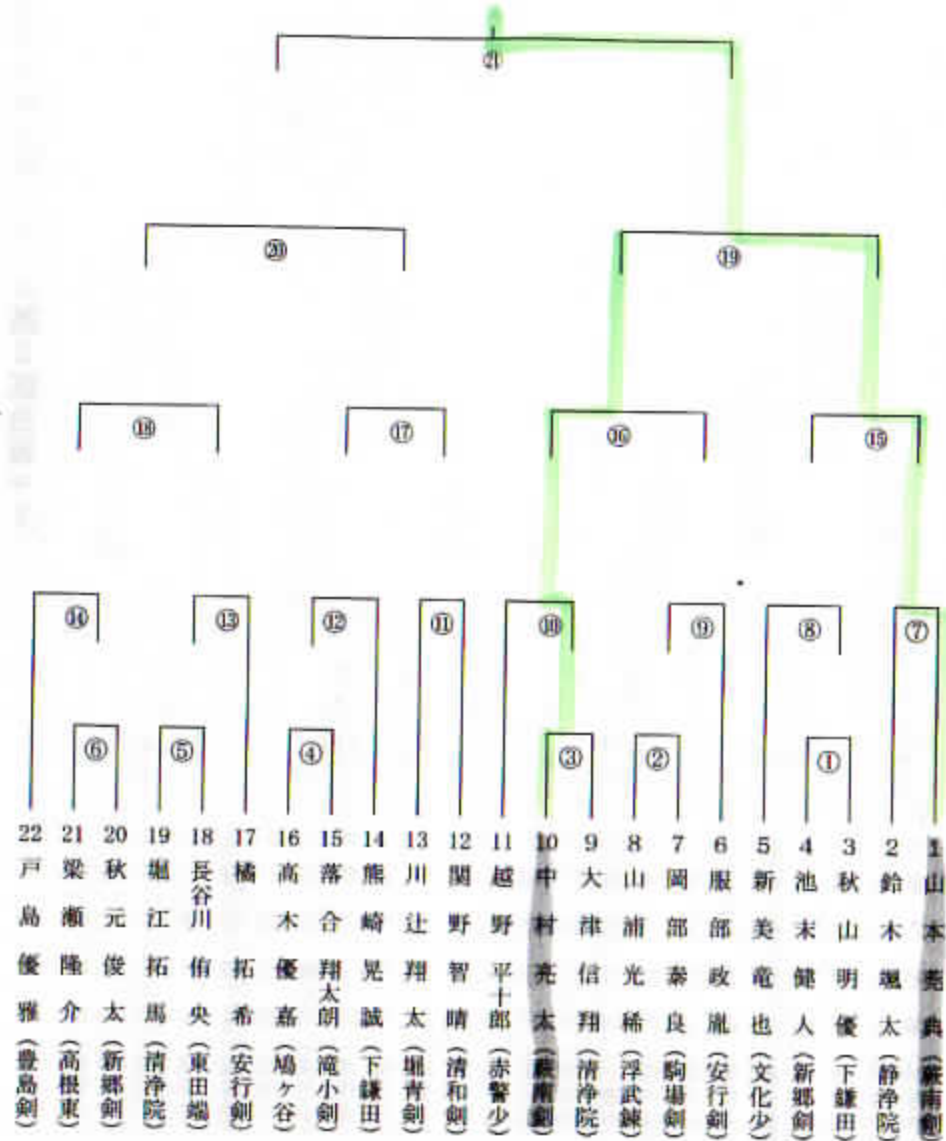 ㉑
⑳
⑲
⑱
⑰
⑯
⑮
⑭
⑬
⑫
⑪
⑩
⑨
⑧
⑦
⑥
⑤
④
③
②
①
1 山本 典(蕨南剣)
2 鈴木颯太(静浄院)
3 秋山明優(下鎌田)
4 池末健人(新郷剣)
5 新美竜也(文化少)
6 服部政胤(安行剣)
7 岡部泰良(駒場剣)
8 山浦光稀(浮武錬)
9 大津信翔(清浄院)
10 中村亮太(蕨南剣)
11 越野平十郎(赤警少)
12 関野智晴(清和剣)
13 川辻翔太(堀青剣)
14 熊崎晃誠(下鎌田)
15 落合翔太朗(滝小剣)
16 高木優嘉(鳩ヶ谷)
17 橘拓希(安行剣)
18 長谷川侑央(東田端)
19 堀江拓馬(清浄院)
20 秋元俊太(新郷剣)
21 梁瀬隆介(高根東)
22 戸島優雅(豊島剣)